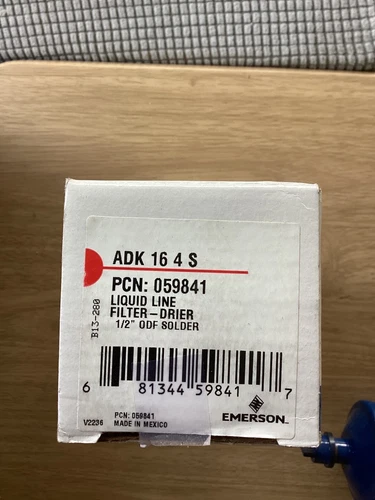 ADK 16 4 S
PCN: 059841
LIQUID LINE
FILTER-DRIER
1/2" ODF SOLDER
B13-280
6 81344 59841 7
PCN: 059841
V2236 MADE IN MEXICO
EMERSON